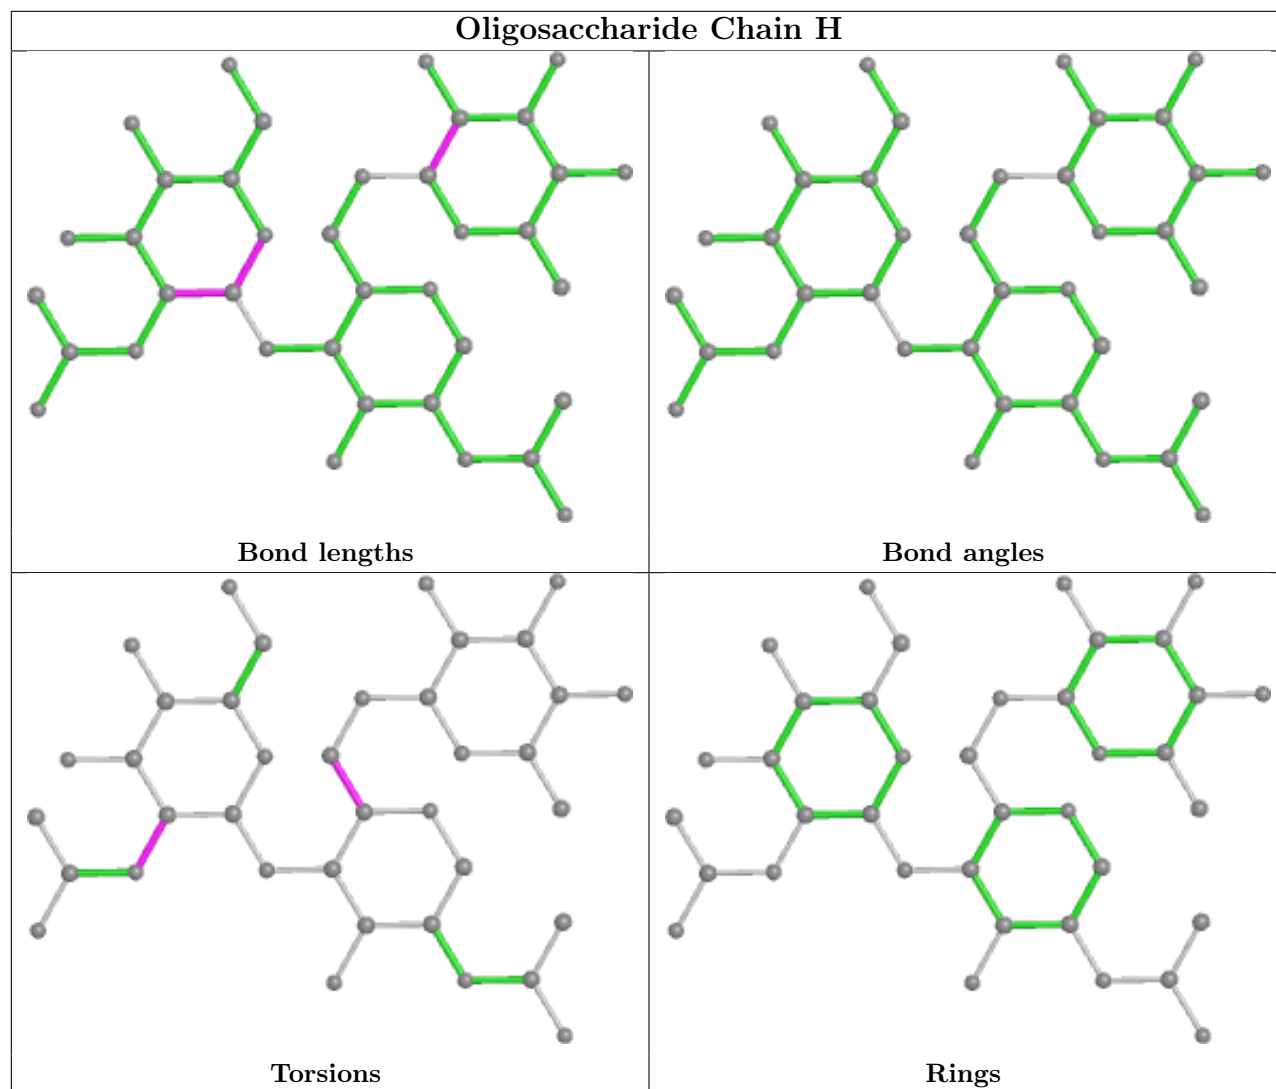 Oligosaccharide Chain H
Bond lengths
Bond angles
Torsions
Rings